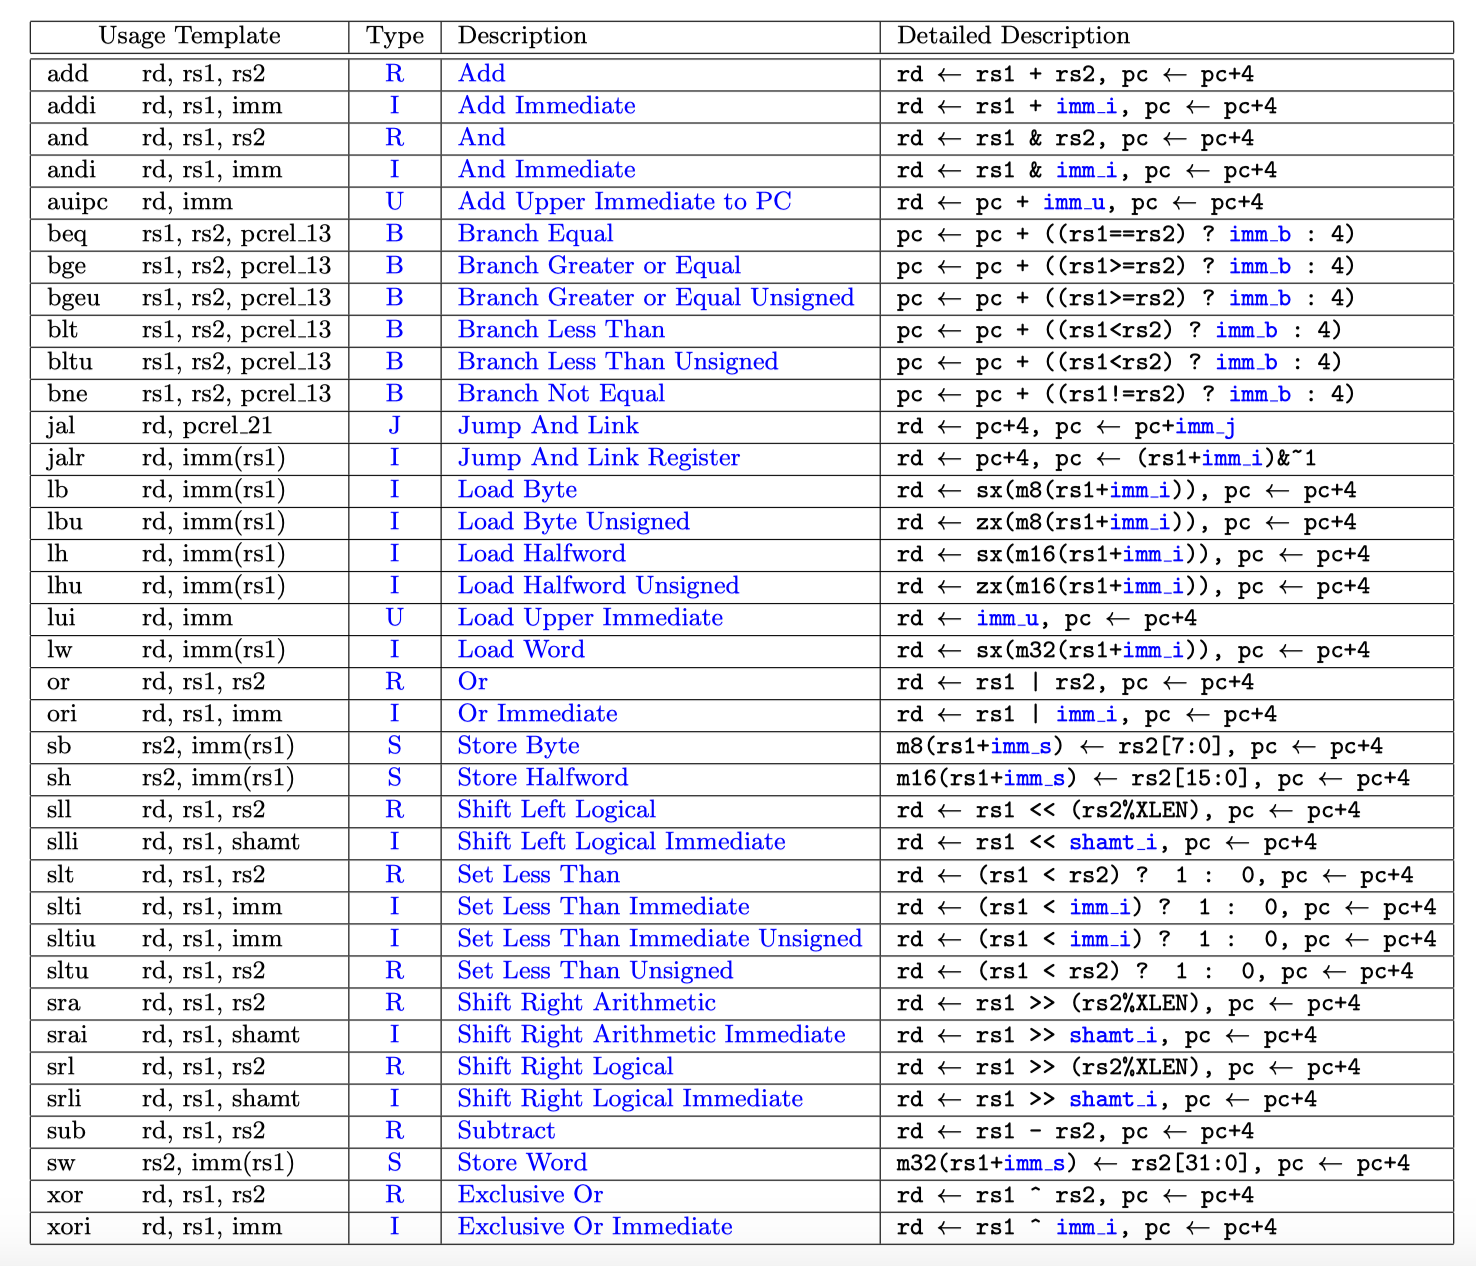 Usage Template Type Description Detailed Description
add rd, rs1, rs2 R Add rd ← rs1 + rs2, pc ← pc+4
addi rd, rs1, imm I Add Immediate rd ← rs1 + imm_i, pc ← pc+4
and rd, rs1, rs2 R And rd ← rs1 & rs2, pc ← pc+4
andi rd, rs1, imm I And Immediate rd ← rs1 & imm_i, pc ← pc+4
auipc rd, imm U Add Upper Immediate to PC rd ← pc + imm_u, pc ← pc+4
beq rs1, rs2, pcrel_13 B Branch Equal pc ← pc + ((rs1==rs2) ? imm_b : 4)
bge rs1, rs2, pcrel_13 B Branch Greater or Equal pc ← pc + ((rs1>=rs2) ? imm_b : 4)
bgeu rs1, rs2, pcrel_13 B Branch Greater or Equal Unsigned pc ← pc + ((rs1>=rs2) ? imm_b : 4)
blt rs1, rs2, pcrel_13 B Branch Less Than pc ← pc + ((rs1<rs2) ? imm_b : 4)
bltu rs1, rs2, pcrel_13 B Branch Less Than Unsigned pc ← pc + ((rs1<rs2) ? imm_b : 4)
bne rs1, rs2, pcrel_13 B Branch Not Equal pc ← pc + ((rs1!=rs2) ? imm_b : 4)
jal rd, pcrel_21 J Jump And Link rd ← pc+4, pc ← pc+imm_j
jalr rd, imm(rs1) I Jump And Link Register rd ← pc+4, pc ← (rs1+imm_i)&~1
lb rd, imm(rs1) I Load Byte rd ← sx(m8(rs1+imm_i)), pc ← pc+4
lbu rd, imm(rs1) I Load Byte Unsigned rd ← zx(m8(rs1+imm_i)), pc ← pc+4
lh rd, imm(rs1) I Load Halfword rd ← sx(m16(rs1+imm_i)), pc ← pc+4
lhu rd, imm(rs1) I Load Halfword Unsigned rd ← zx(m16(rs1+imm_i)), pc ← pc+4
lui rd, imm U Load Upper Immediate rd ← imm_u, pc ← pc+4
lw rd, imm(rs1) I Load Word rd ← sx(m32(rs1+imm_i)), pc ← pc+4
or rd, rs1, rs2 R Or rd ← rs1 | rs2, pc ← pc+4
ori rd, rs1, imm I Or Immediate rd ← rs1 | imm_i, pc ← pc+4
sb rs2, imm(rs1) S Store Byte m8(rs1+imm_s) ← rs2[7:0], pc ← pc+4
sh rs2, imm(rs1) S Store Halfword m16(rs1+imm_s) ← rs2[15:0], pc ← pc+4
sll rd, rs1, rs2 R Shift Left Logical rd ← rs1 << (rs2%XLEN), pc ← pc+4
slli rd, rs1, shamt I Shift Left Logical Immediate rd ← rs1 << shamt_i, pc ← pc+4
slt rd, rs1, rs2 R Set Less Than rd ← (rs1 < rs2) ? 1 : 0, pc ← pc+4
slti rd, rs1, imm I Set Less Than Immediate rd ← (rs1 < imm_i) ? 1 : 0, pc ← pc+4
sltiu rd, rs1, imm I Set Less Than Immediate Unsigned rd ← (rs1 < imm_i) ? 1 : 0, pc ← pc+4
sltu rd, rs1, rs2 R Set Less Than Unsigned rd ← (rs1 < rs2) ? 1 : 0, pc ← pc+4
sra rd, rs1, rs2 R Shift Right Arithmetic rd ← rs1 >> (rs2%XLEN), pc ← pc+4
srai rd, rs1, shamt I Shift Right Arithmetic Immediate rd ← rs1 >> shamt_i, pc ← pc+4
srl rd, rs1, rs2 R Shift Right Logical rd ← rs1 >> (rs2%XLEN), pc ← pc+4
srli rd, rs1, shamt I Shift Right Logical Immediate rd ← rs1 >> shamt_i, pc ← pc+4
sub rd, rs1, rs2 R Subtract rd ← rs1 - rs2, pc ← pc+4
sw rs2, imm(rs1) S Store Word m32(rs1+imm_s) ← rs2[31:0], pc ← pc+4
xor rd, rs1, rs2 R Exclusive Or rd ← rs1 ^ rs2, pc ← pc+4
xori rd, rs1, imm I Exclusive Or Immediate rd ← rs1 ^ imm_i, pc ← pc+4